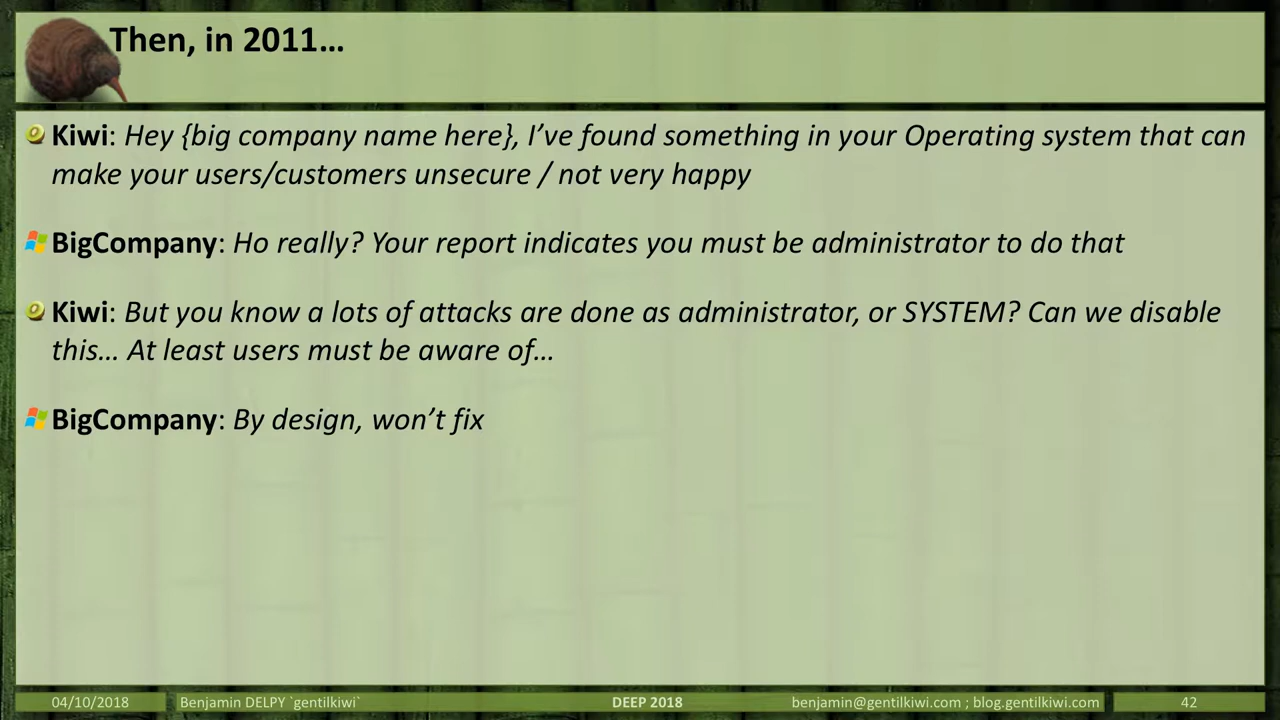 Then, in 2011…
Kiwi: Hey {big company name here}, I’ve found something in your Operating system that can
make your users/customers unsecure / not very happy
BigCompany: Ho really? Your report indicates you must be administrator to do that
Kiwi: But you know a lots of attacks are done as administrator, or SYSTEM? Can we disable
this… At least users must be aware of…
BigCompany: By design, won’t fix
04/10/2018 Benjamin DELPY `gentilkiwi` DEEP 2018 benjamin@gentilkiwi.com ; blog.gentilkiwi.com 42